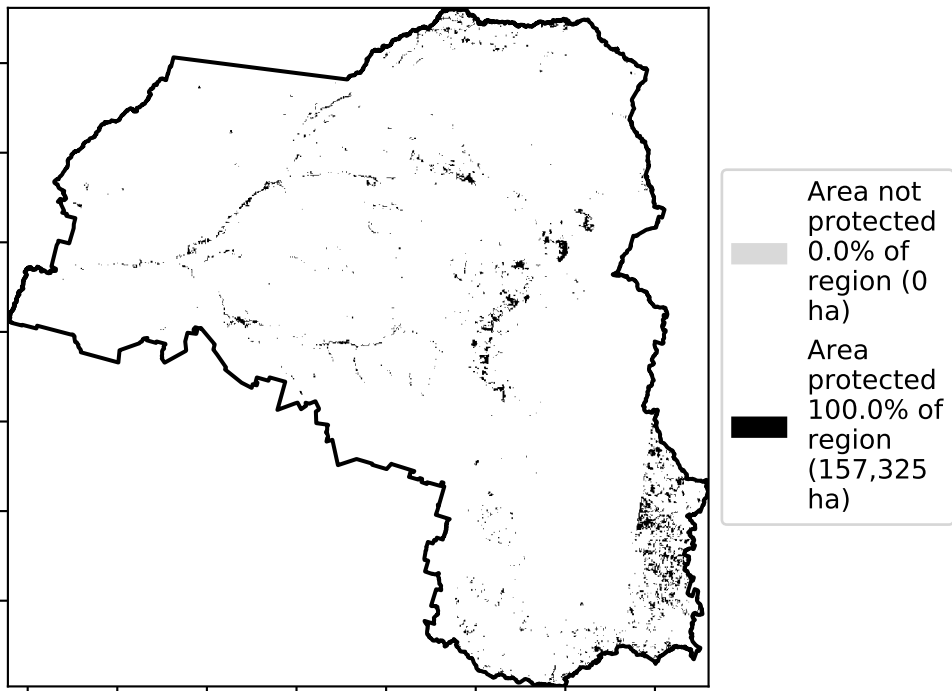 Area not
protected
0.0% of
region (0
ha)
Area
protected
100.0% of
region
(157,325
ha)